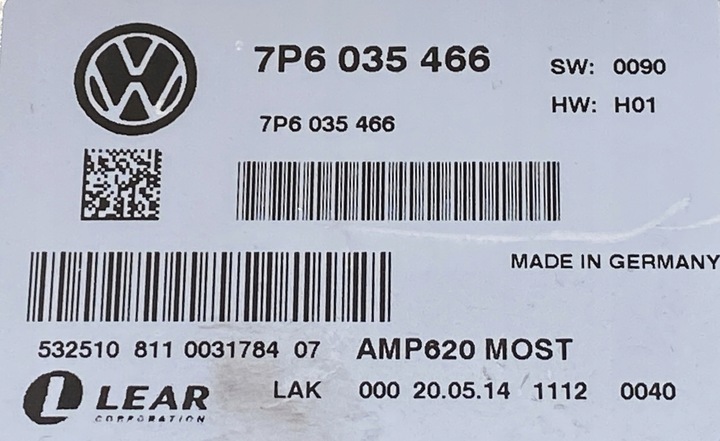 7P6 035 466 SW: 0090
7P6 035 466 HW: H01
MADE IN GERMANY
532510 811 0031784 07 AMP620 MOST
LEAR LAK 000 20.05.14 1112 0040
CORPORATION